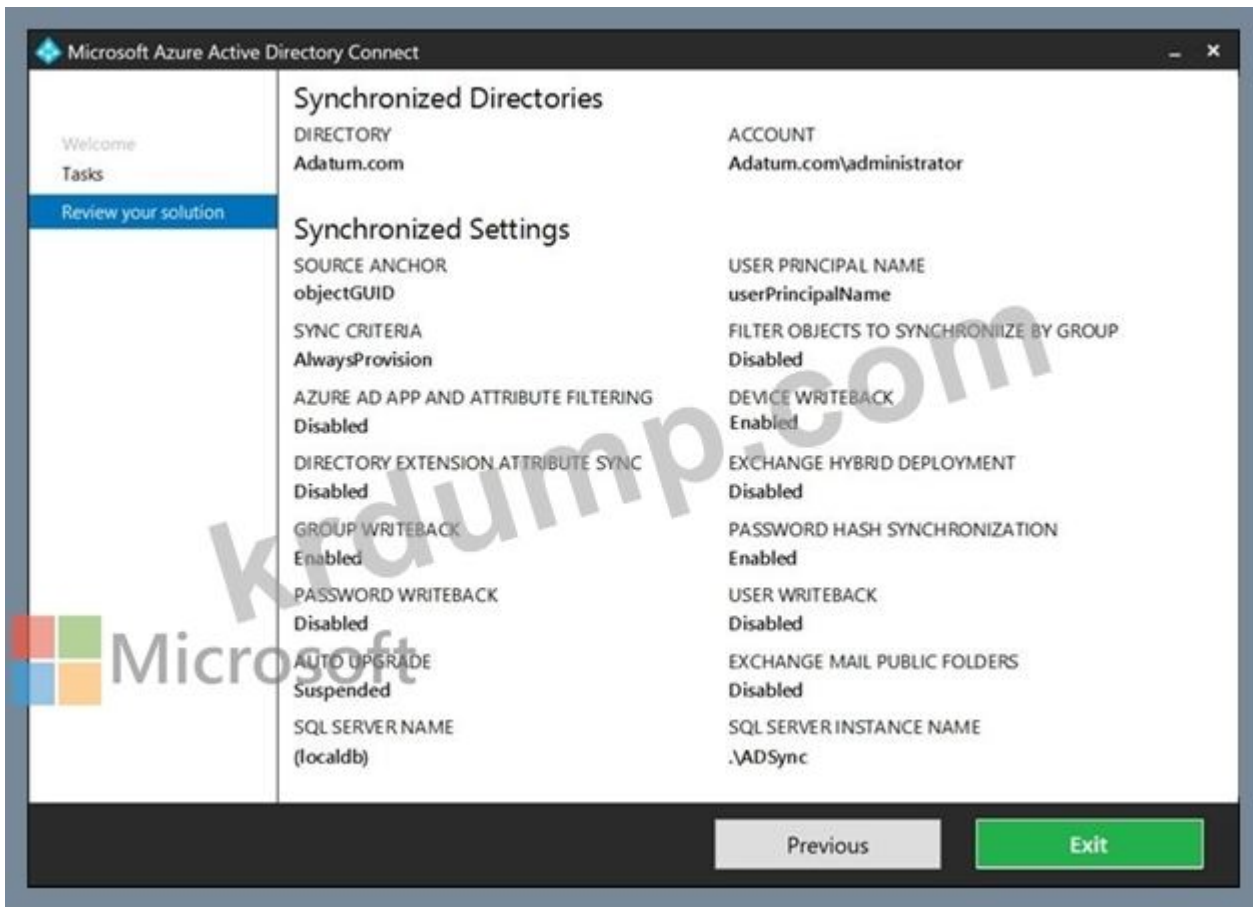 Microsoft Azure Active Directory Connect
Welcome
Tasks
Review your solution
Synchronized Directories
DIRECTORY
Adatum.com
ACCOUNT
Adatum.com\administrator
Synchronized Settings
SOURCE ANCHOR
objectGUID
USER PRINCIPAL NAME
userPrincipalName
SYNC CRITERIA
AlwaysProvision
FILTER OBJECTS TO SYNCHRONIIZE BY GROUP
Disabled
AZURE AD APP AND ATTRIBUTE FILTERING
Disabled
DEVICE WRITEBACK
Enabled
DIRECTORY EXTENSION ATTRIBUTE SYNC
Disabled
EXCHANGE HYBRID DEPLOYMENT
Disabled
GROUP WRITEBACK
Enabled
PASSWORD HASH SYNCHRONIZATION
Enabled
PASSWORD WRITEBACK
Disabled
USER WRITEBACK
Disabled
AUTO UPGRADE
Suspended
EXCHANGE MAIL PUBLIC FOLDERS
Disabled
SQL SERVER NAME
(localdb)
SQL SERVER INSTANCE NAME
.\ADSync
Previous
Exit
krdump.com
Microsoft